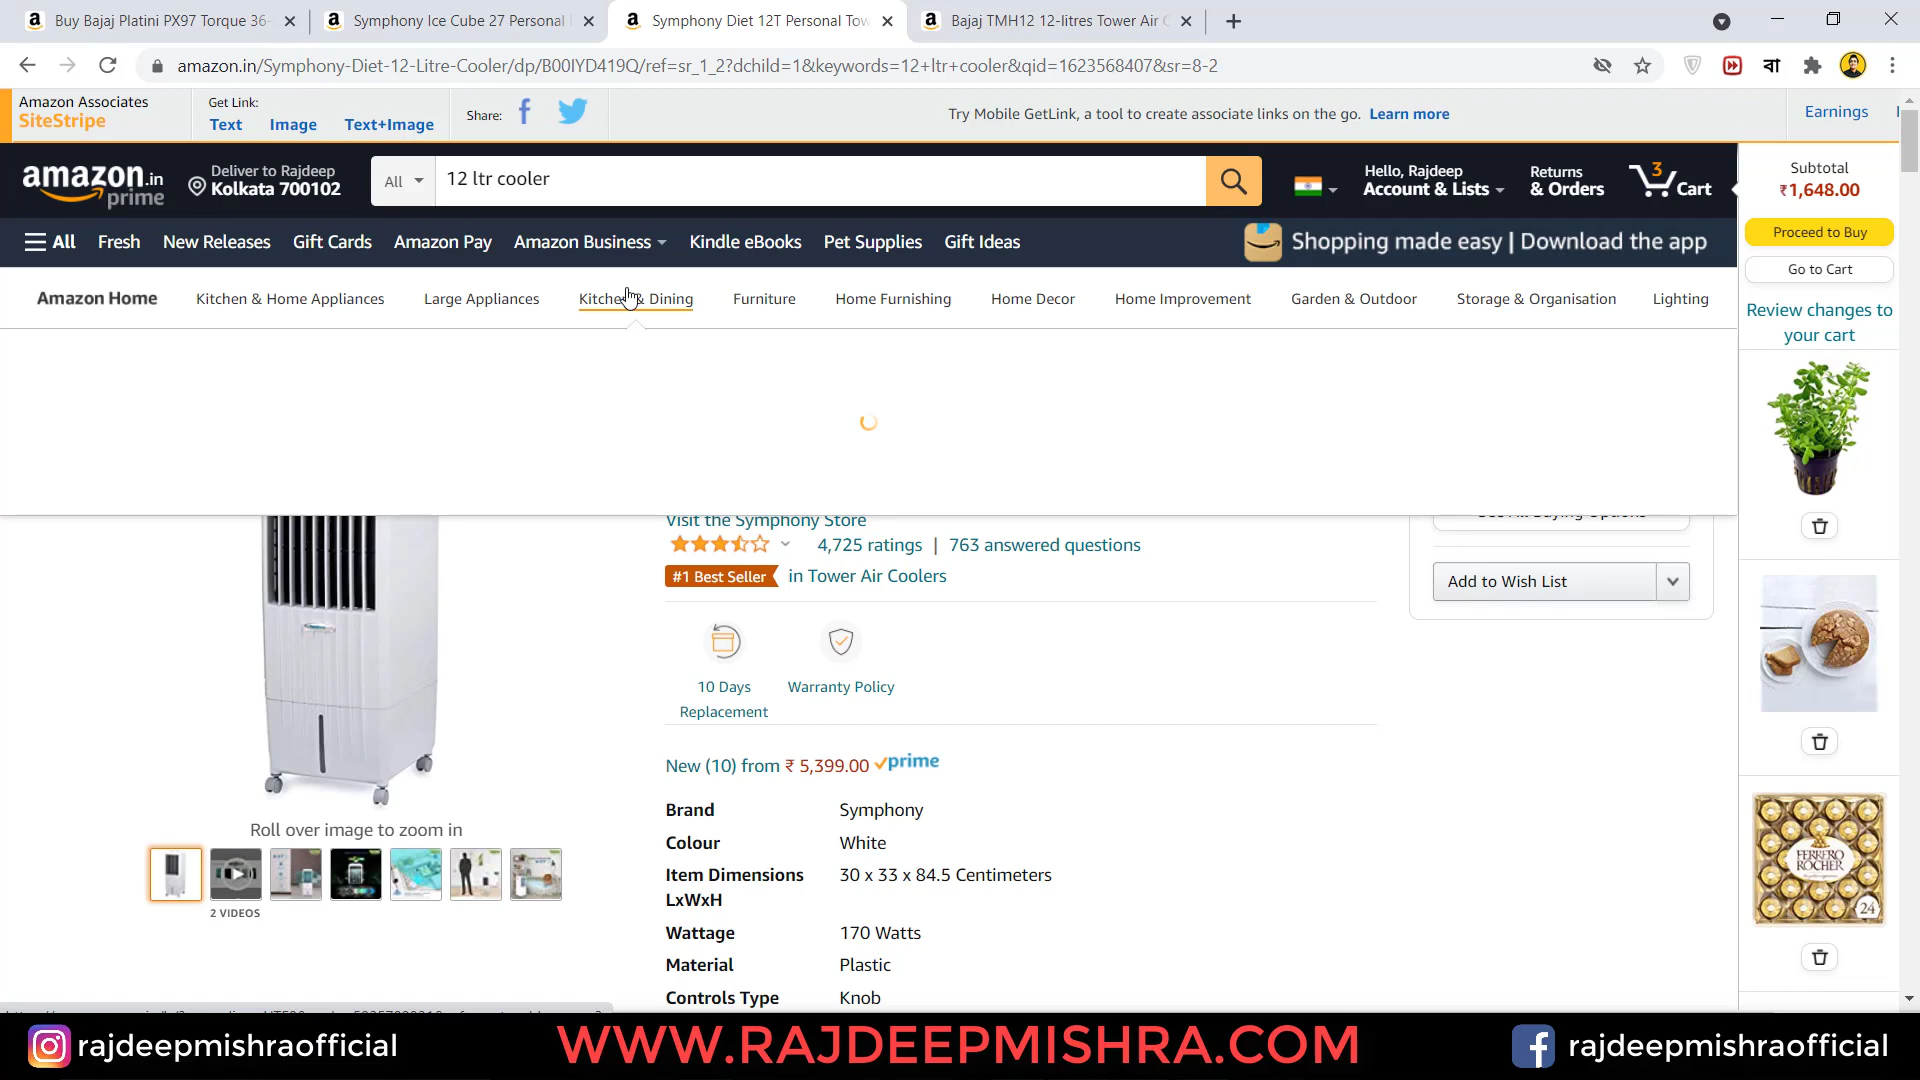 Buy Bajaj Platini PX97 Torque 36-
Symphony Ice Cube 27 Personal
Symphony Diet 12T Personal Tow
Bajaj TMH12 12-litres Tower Air C
amazon.in/Symphony-Diet-12-Litre-Cooler/dp/B00IYD419Q/ref=sr_1_2?dchild=1&keywords=12+ltr+cooler&qid=1623568407&sr=8-2
Amazon Associates
SiteStripe
Get Link:
Text Image Text+Image
Share:
Try Mobile GetLink, a tool to create associate links on the go. Learn more
Earnings
amazon.in
prime
Deliver to Rajdeep
Kolkata 700102
All
12 ltr cooler
Hello, Rajdeep
Account & Lists
Returns
& Orders
3
Cart
Subtotal
₹1,648.00
Proceed to Buy
Go to Cart
Review changes to
your cart
All Fresh New Releases Gift Cards Amazon Pay Amazon Business Kindle eBooks Pet Supplies Gift Ideas
Shopping made easy | Download the app
Amazon Home Kitchen & Home Appliances Large Appliances Kitchen & Dining Furniture Home Furnishing Home Decor Home Improvement Garden & Outdoor Storage & Organisation Lighting
Visit the Symphony Store
4,725 ratings | 763 answered questions
#1 Best Seller in Tower Air Coolers
Add to Wish List
10 Days
Replacement
Warranty Policy
New (10) from ₹ 5,399.00 prime
Brand Symphony
Colour White
Item Dimensions 30 x 33 x 84.5 Centimeters
LxWxH
Wattage 170 Watts
Material Plastic
Controls Type Knob
Roll over image to zoom in
2 VIDEOS
FERRERO
ROCHER
24
rajdeepmishraofficial
WWW.RAJDEEPMISHRA.COM
rajdeepmishraofficial